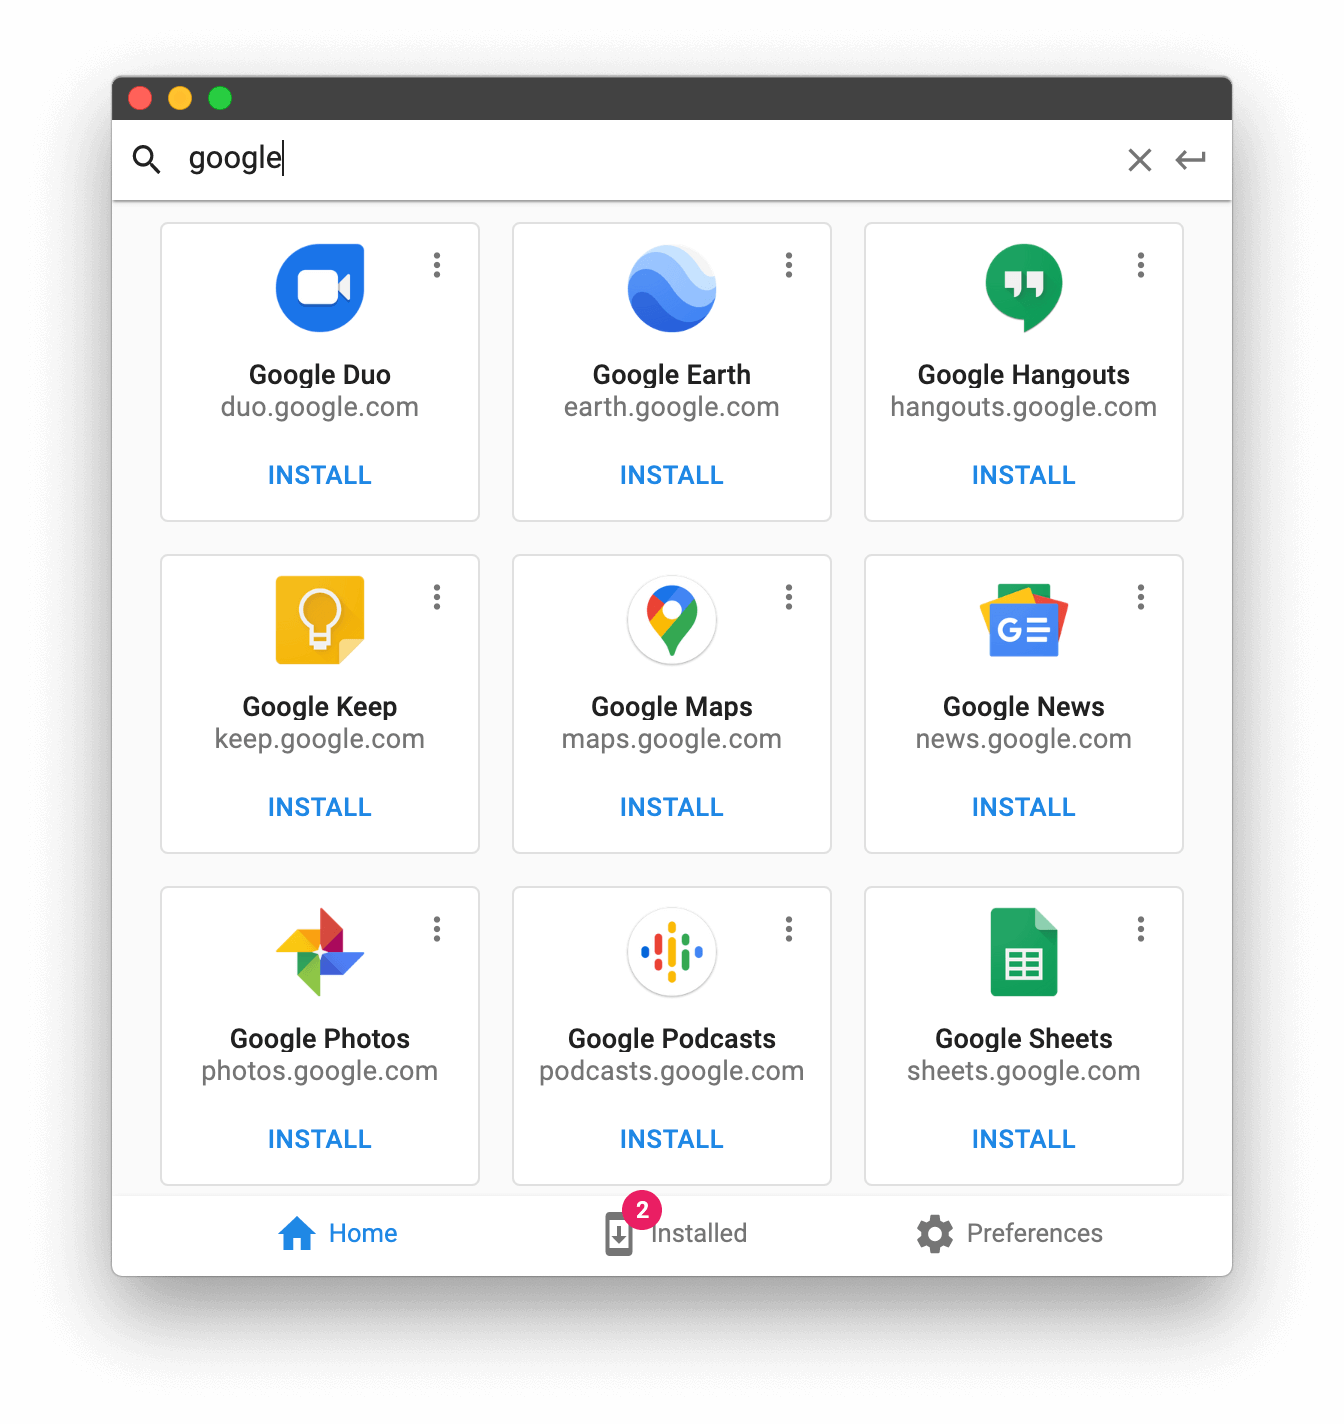 google
Google Duo
duo.google.com
INSTALL
Google Earth
earth.google.com
INSTALL
Google Hangouts
hangouts.google.com
INSTALL
Google Keep
keep.google.com
INSTALL
Google Maps
maps.google.com
INSTALL
GE
Google News
news.google.com
INSTALL
Google Photos
photos.google.com
INSTALL
Google Podcasts
podcasts.google.com
INSTALL
Google Sheets
sheets.google.com
INSTALL
Home
2
Installed
Preferences